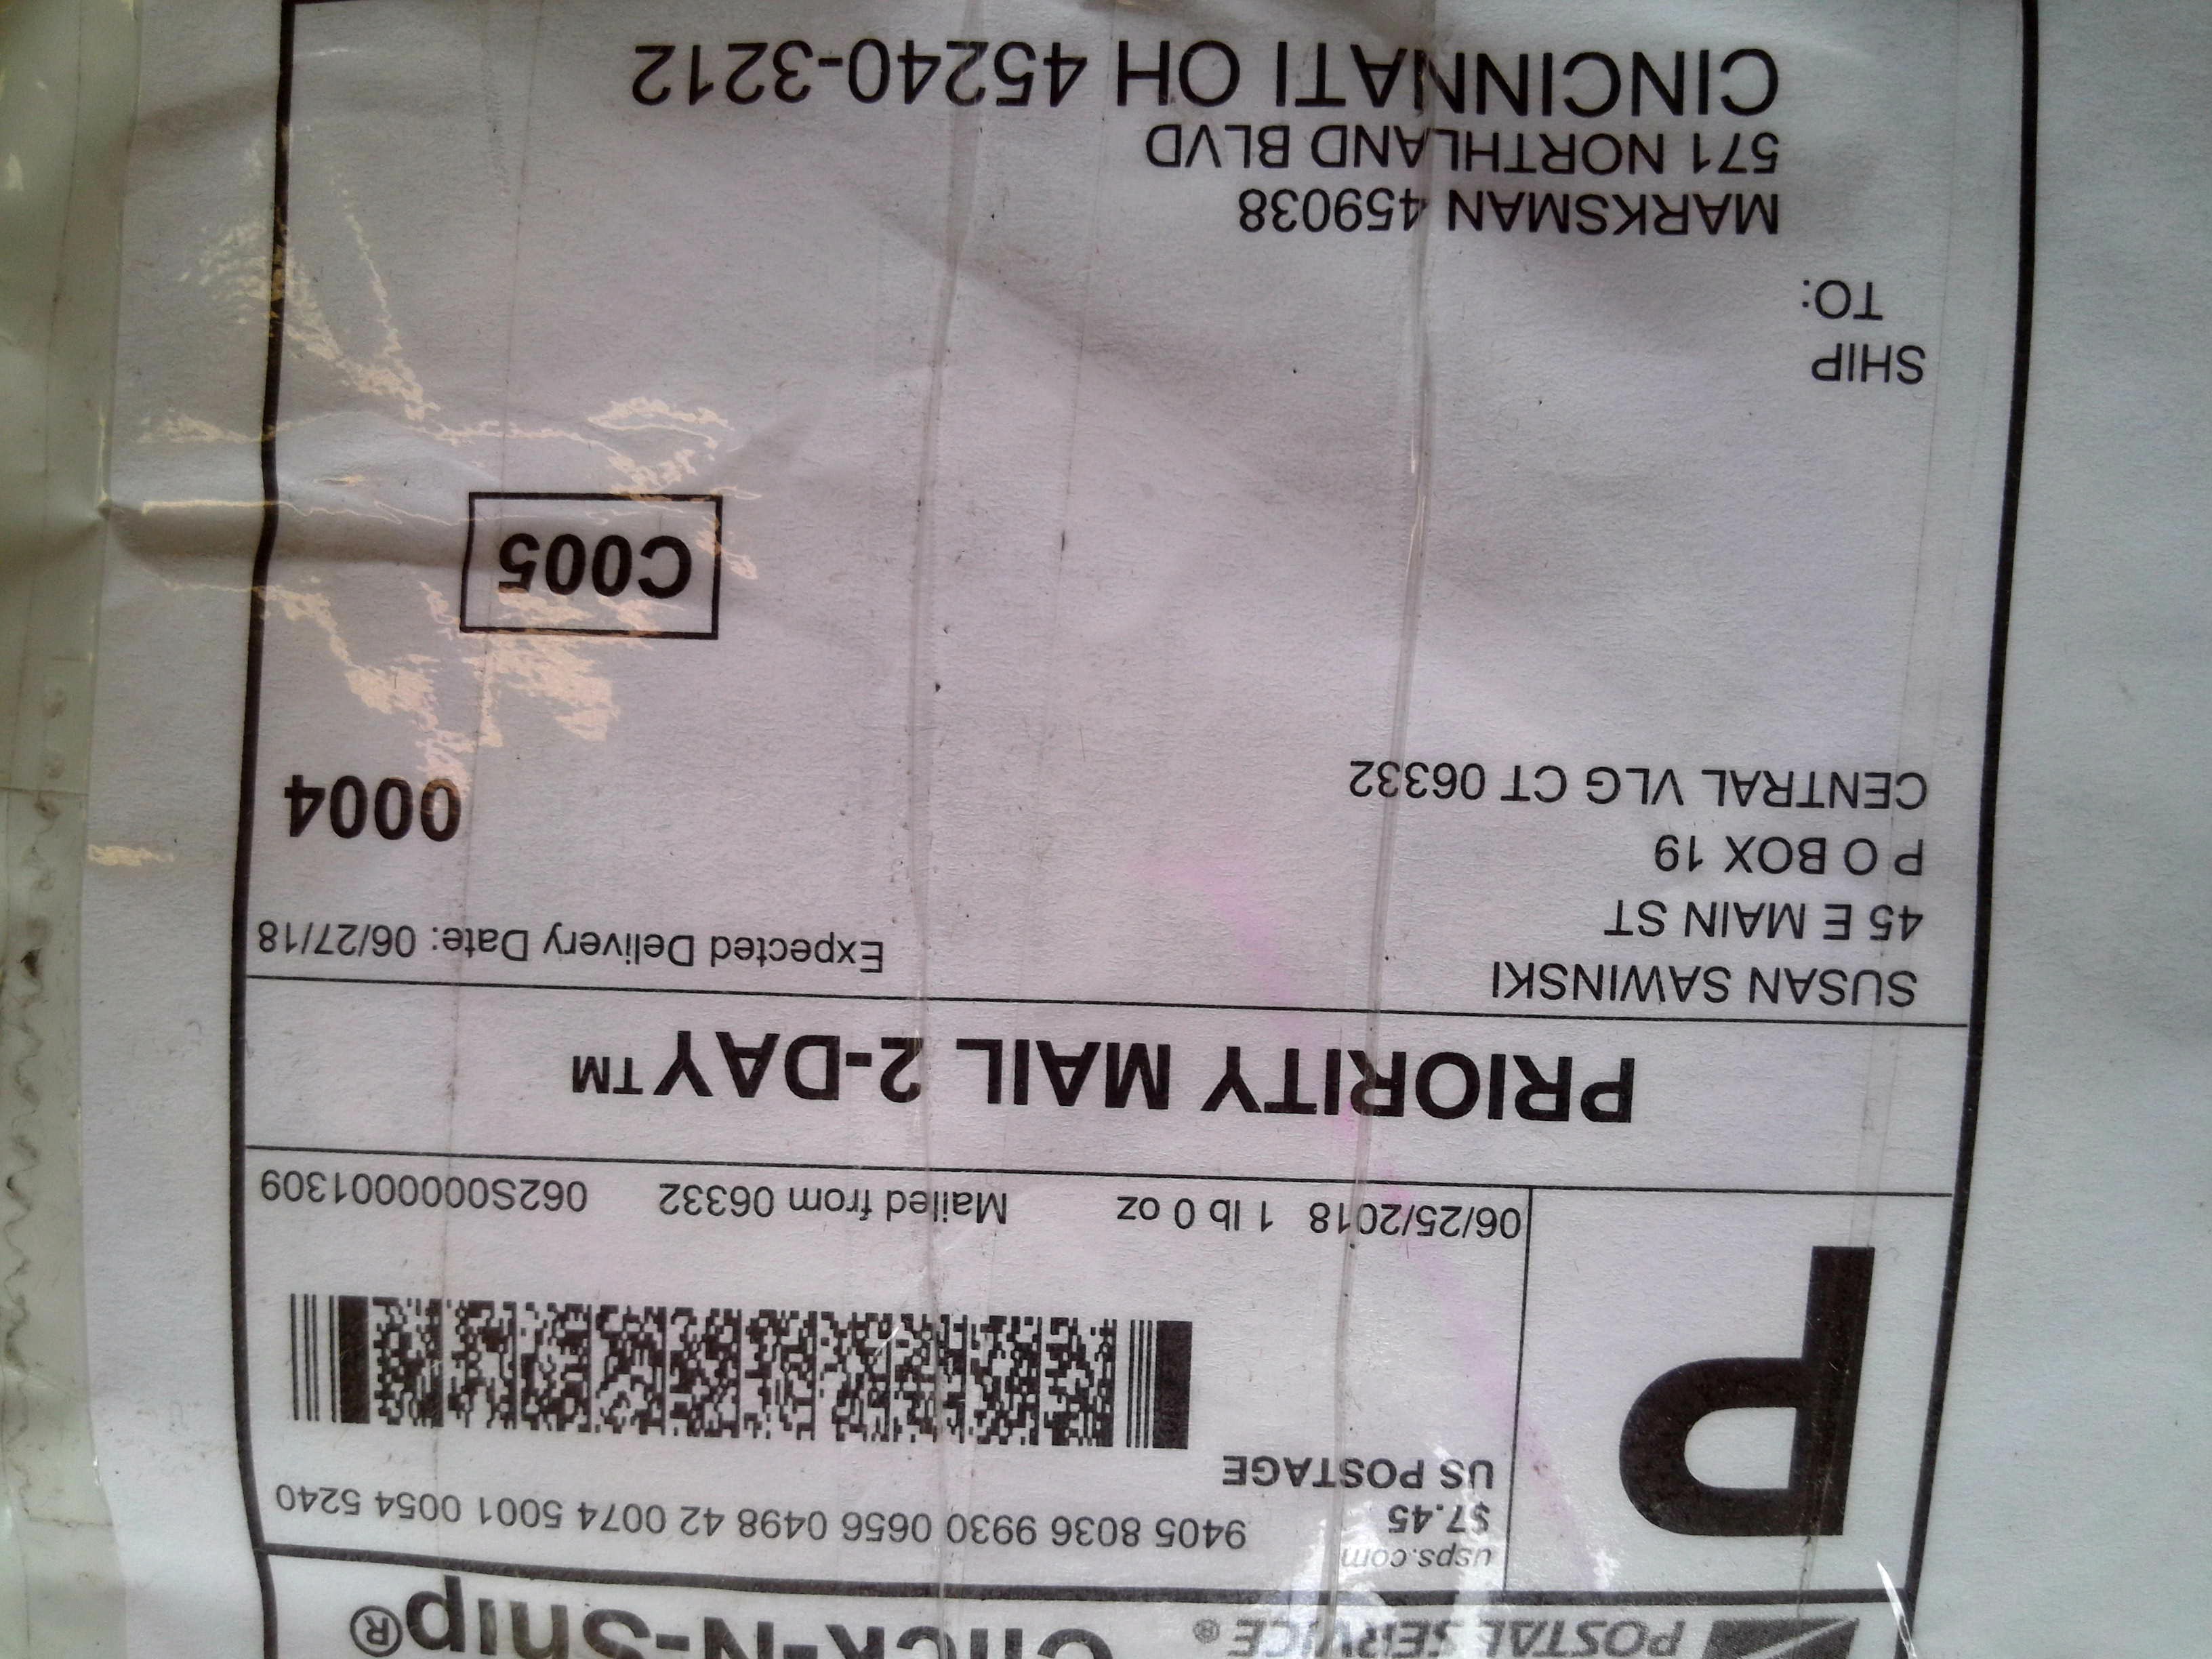 POSTAL SERVICE®
Click-N-Ship®
P
usps.com
$7.45
US POSTAGE
9405 8036 9930 0656 0498 42 0074 5001 0054 5240
06/25/2018 1 lb 0 oz Mailed from 06332 062S0000001309
PRIORITY MAIL 2-DAY™
SUSAN SAWINSKI
45 E MAIN ST
P O BOX 19
CENTRAL VLG CT 06332
Expected Delivery Date: 06/27/18
0004
C005
SHIP
TO:
MARKSMAN 459038
571 NORTHLAND BLVD
CINCINNATI OH 45240-3212